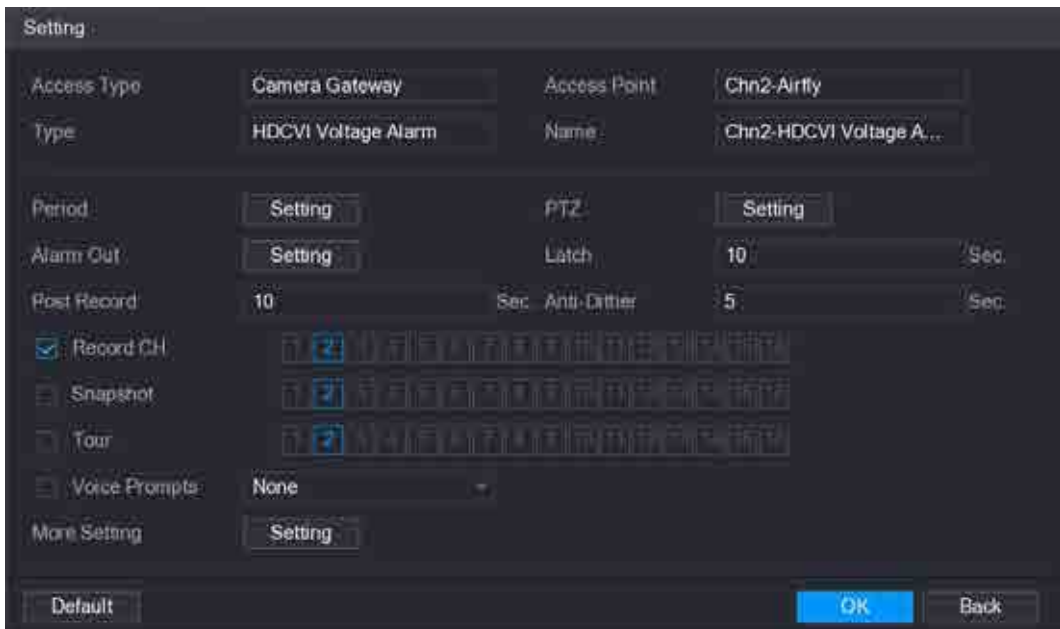 Setting
Access Type Camera Gateway Access Point Chn2-Airfly
Type HDCVI Voltage Alarm Name Chn2-HDCVI Voltage A...
Period Setting PTZ Setting
Alarm Out Setting Latch 10 Sec.
Post Record 10 Sec. Anti-Dither 5 Sec.
Record CH 2
Snapshot 2
Tour 2
Voice Prompts None
More Setting Setting
Default OK Back